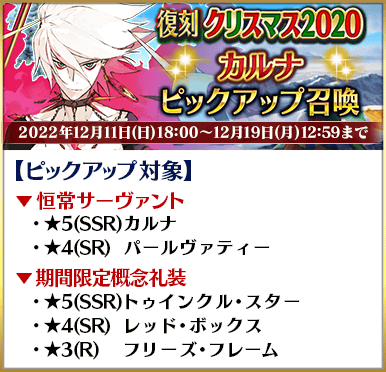 復刻 クリスマス2020
カルナ
ピックアップ召喚
2022年12月11日(日)18:00～12月19日(月)12:59まで
【ピックアップ対象】
▼恒常サーヴァント
・★5(SSR)カルナ
・★4(SR) パールヴァティー
▼期間限定概念礼装
・★5(SSR)トゥインクル・スター
・★4(SR) レッド・ボックス
・★3(R) フリーズ・フレーム